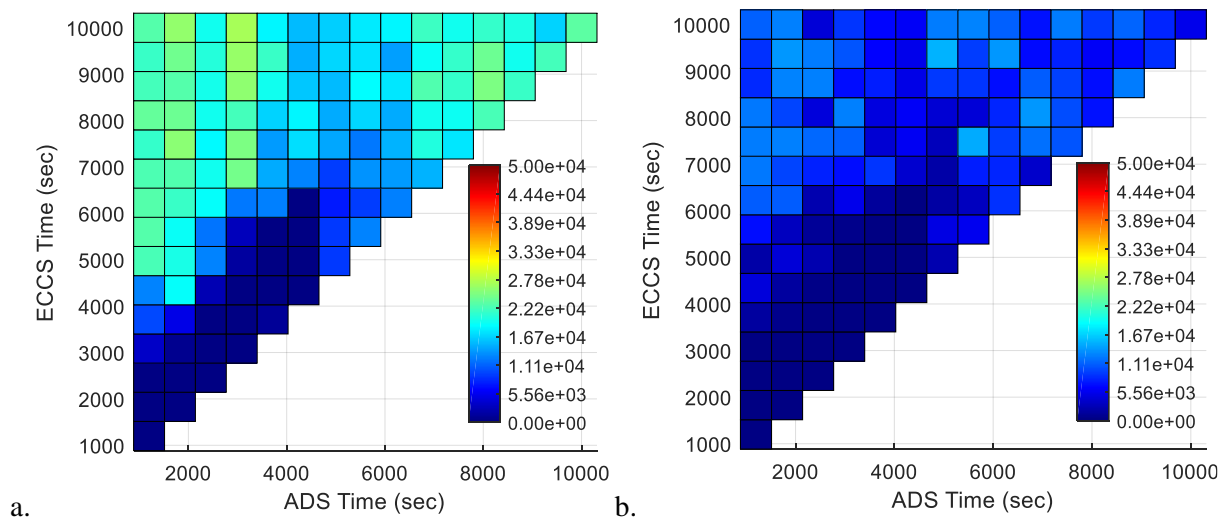 10000
9000
8000
7000
6000
5000
4000
3000
2000
1000
ECCS Time (sec)
5.00e+04
4.44e+04
3.89e+04
3.33e+04
2.78e+04
2.22e+04
1.67e+04
1.11e+04
5.56e+03
0.00e+00
2000 4000 6000 8000 10000
ADS Time (sec)
a.
10000
9000
8000
7000
6000
5000
4000
3000
2000
1000
ECCS Time (sec)
5.00e+04
4.44e+04
3.89e+04
3.33e+04
2.78e+04
2.22e+04
1.67e+04
1.11e+04
5.56e+03
0.00e+00
2000 4000 6000 8000 10000
ADS Time (sec)
b.